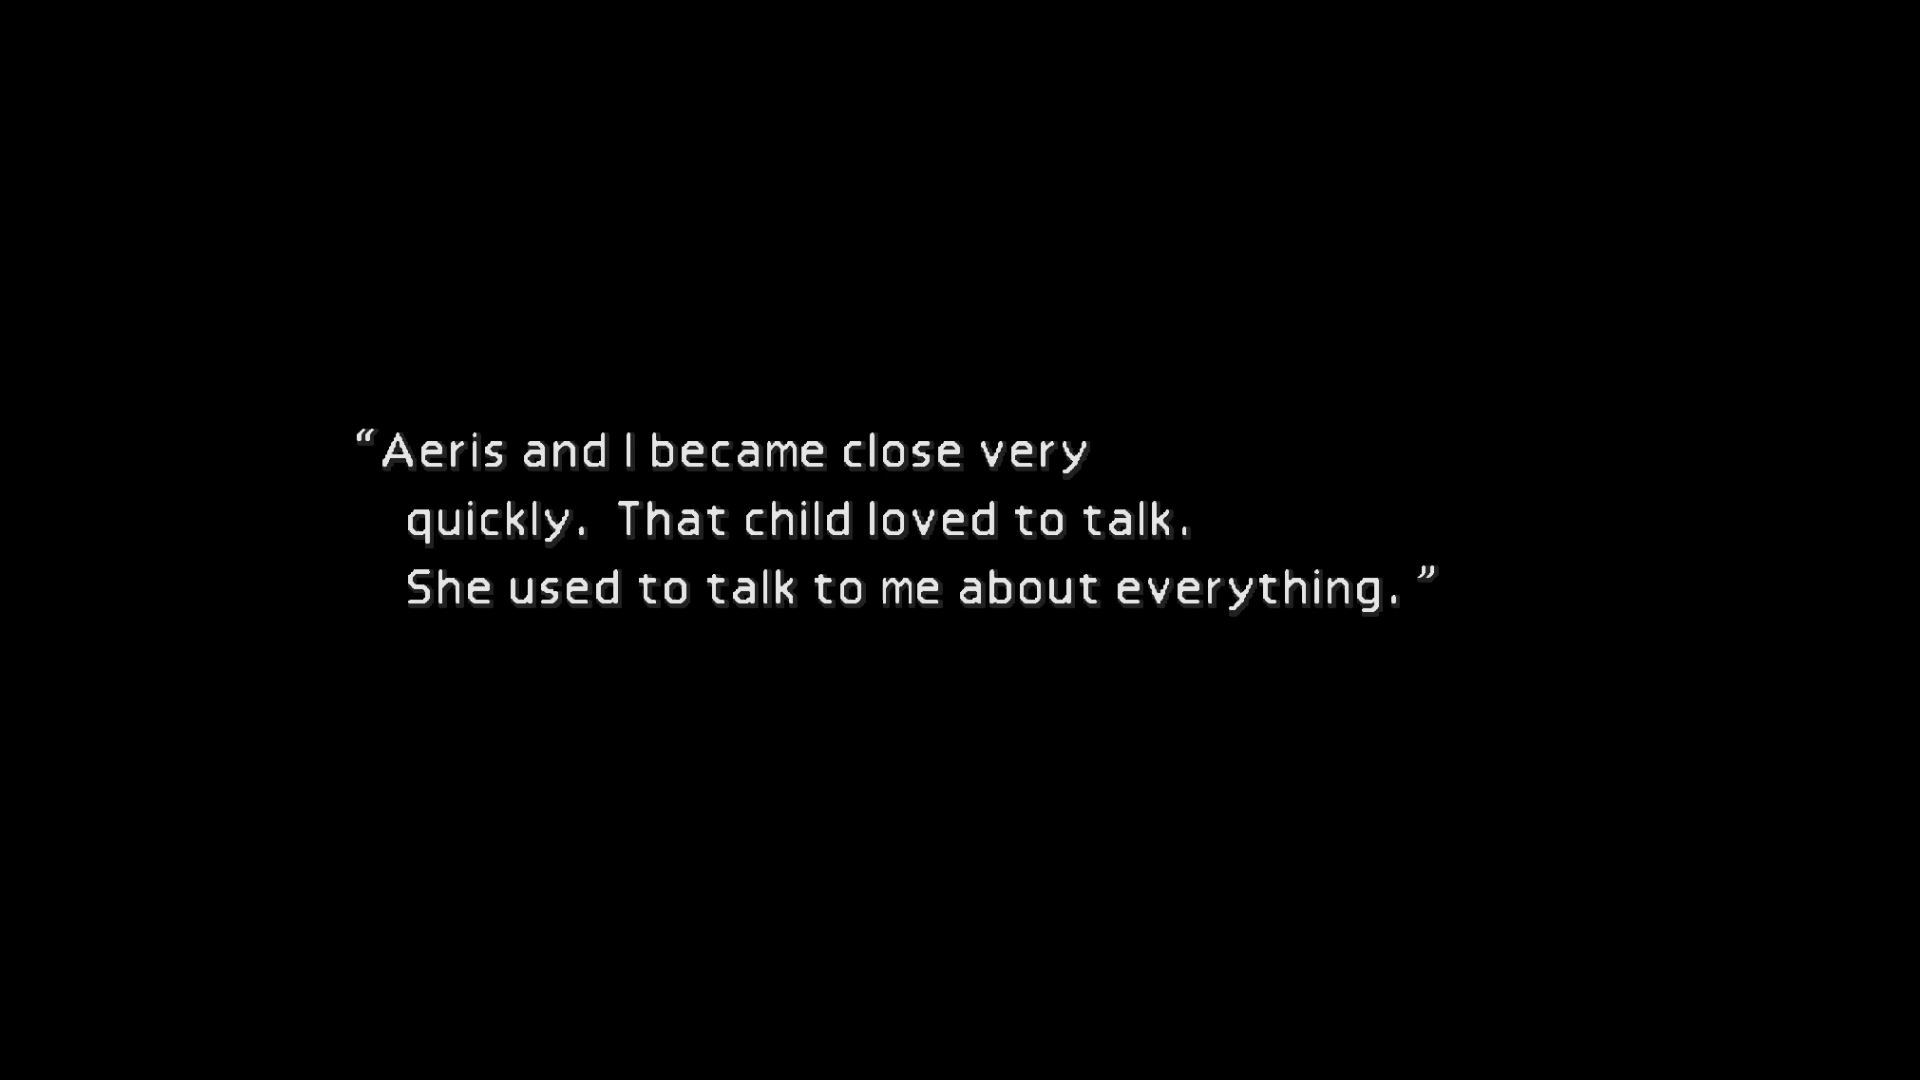 “Aeris and I became close very
quickly.  That child loved to talk.
She used to talk to me about everything. ”